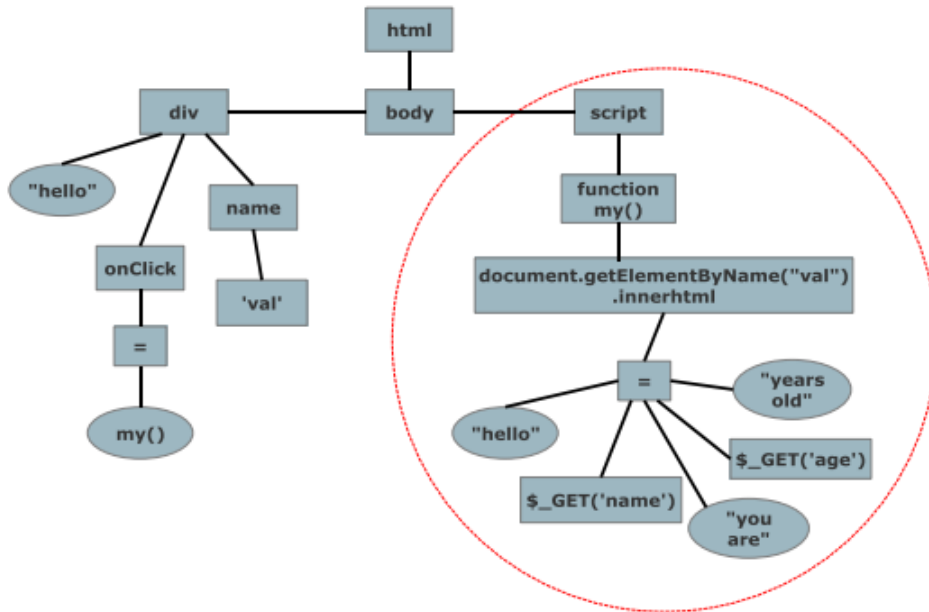 html
div
body
script
"hello"
name
function
my()
onClick
'val'
document.getElementByName("val")
.innerhtml
=
=
"years
old"
my()
"hello"
$_GET('age')
$_GET('name')
"you
are"